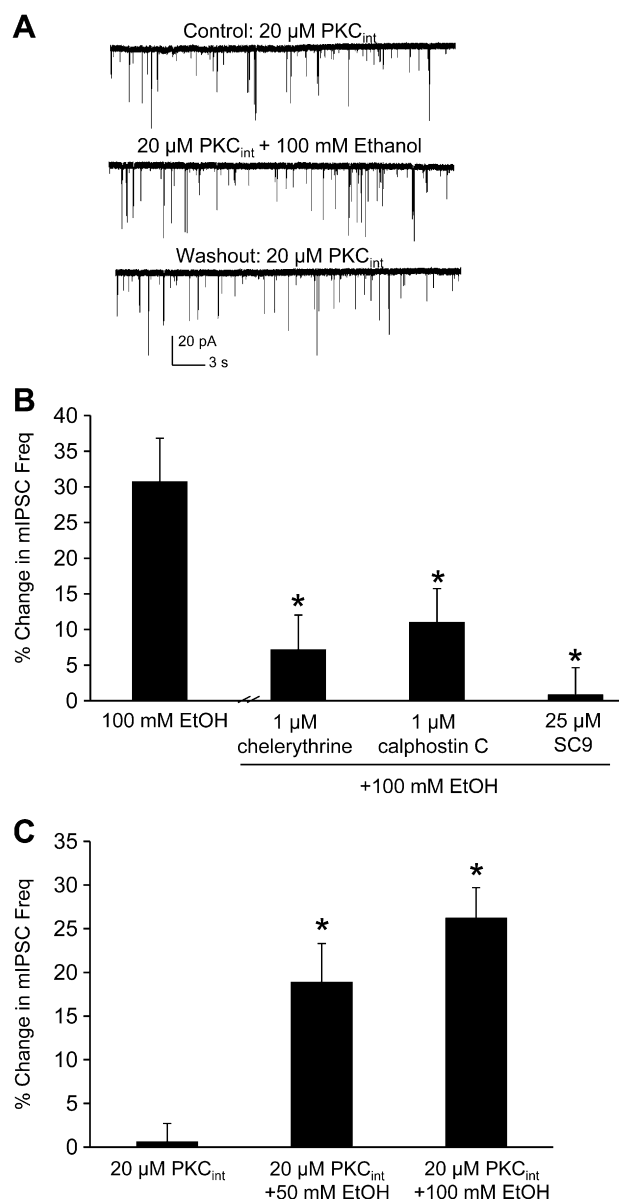 A
Control: 20 µM PKCint
20 µM PKCint + 100 mM Ethanol
Washout: 20 µM PKCint
20 pA
3 s
B
% Change in mIPSC Freq
40
35
30
25
20
15
10
5
0
*
*
*
100 mM EtOH
1 µM
chelerythrine
1 µM
calphostin C
25 µM
SC9
+100 mM EtOH
C
% Change in mIPSC Freq
35
30
25
20
15
10
5
0
*
*
20 µM PKCint
20 µM PKCint
+50 mM EtOH
20 µM PKCint
+100 mM EtOH